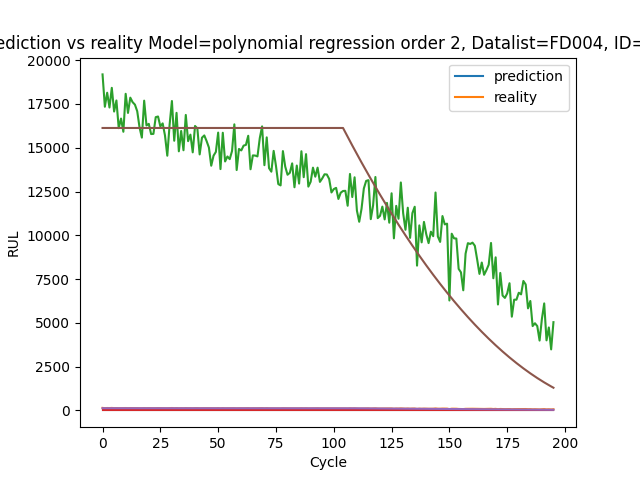 ediction vs reality Model=polynomial regression order 2, Datalist=FD004, ID=
20000
17500
15000
12500
10000
7500
5000
2500
0
RUL
prediction
reality
0 25 50 75 100 125 150 175 200
Cycle